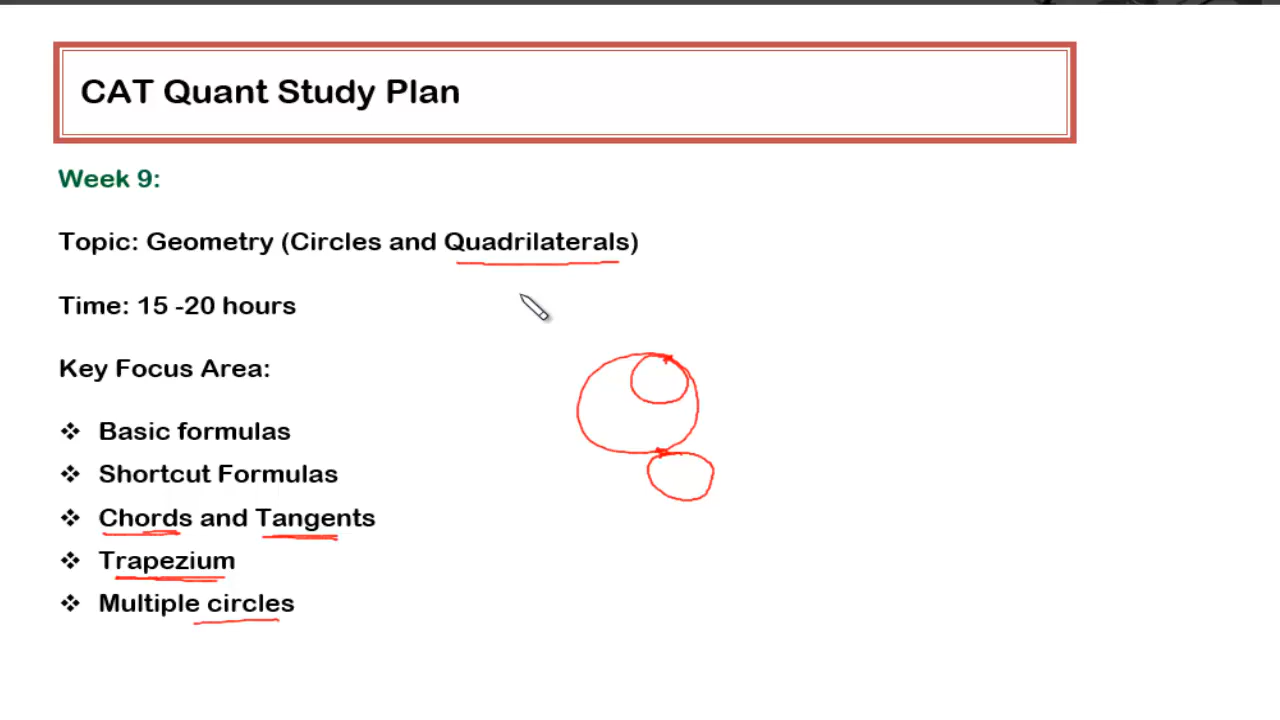 CAT Quant Study Plan
Week 9:
Topic: Geometry (Circles and Quadrilaterals)
Time: 15 -20 hours
Key Focus Area:
❖ Basic formulas
❖ Shortcut Formulas
❖ Chords and Tangents
❖ Trapezium
❖ Multiple circles